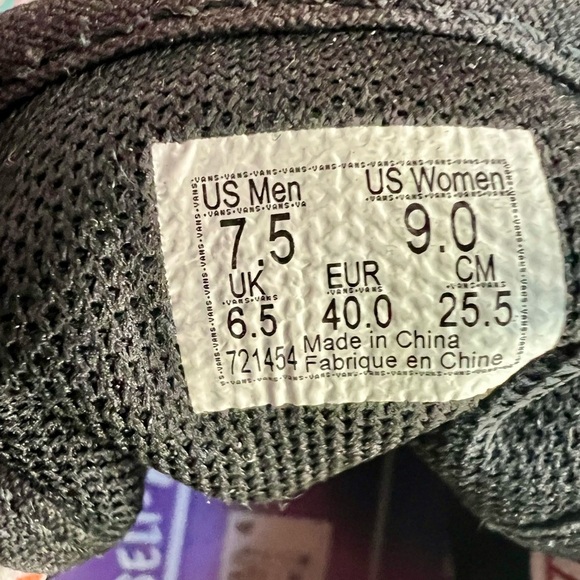 US Men US Women
7.5 9.0
UK EUR CM
6.5 40.0 25.5
721454 Made in China
Fabrique en Chine